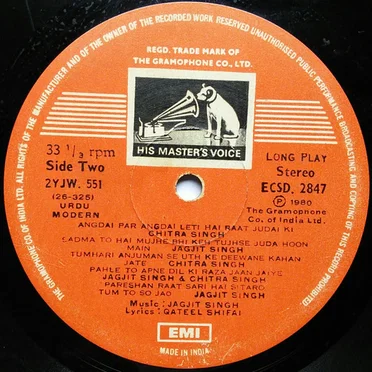 ALL RIGHTS OF THE MANUFACTURER AND OF THE OWNER OF THE RECORDED WORK RESERVED UNAUTHORISED PUBLIC PERFORMANCE BROADCASTING AND COPYING OF THIS RECORD PROHIBITED
THE GRAMOPHONE CO. OF INDIA LTD.
REGD. TRADE MARK OF
THE GRAMOPHONE CO., LTD.
HIS MASTER'S VOICE
33 1/3 rpm
Side Two
2YJW. 551
(26-325)
URDU
MODERN
LONG PLAY
Stereo
ECSD. 2847
Ⓟ 1980
The Gramophone
Co. of India Ltd.
ANGDAI PAR ANGDAI LETI HAI RAAT JUDAI KI
CHITRA SINGH
SADMA TO HAI MUJHE BHI KEH TUJHSE JUDA HOON
MAIN JAGJIT SINGH
TUMHARI ANJUMAN SE UTH KE DEEWANE KAHAN
JATE CHITRA SINGH
PAHLE TO APNE DIL KI RAZA JAAN JAIYE
JAGJIT SINGH & CHITRA SINGH
PARESHAN RAAT SARI HAI SITARO
TUM TO SO JAO JAGJIT SINGH
Music: JAGJIT SINGH
Lyrics: QATEEL SHIFAI
EMI
MADE IN INDIA